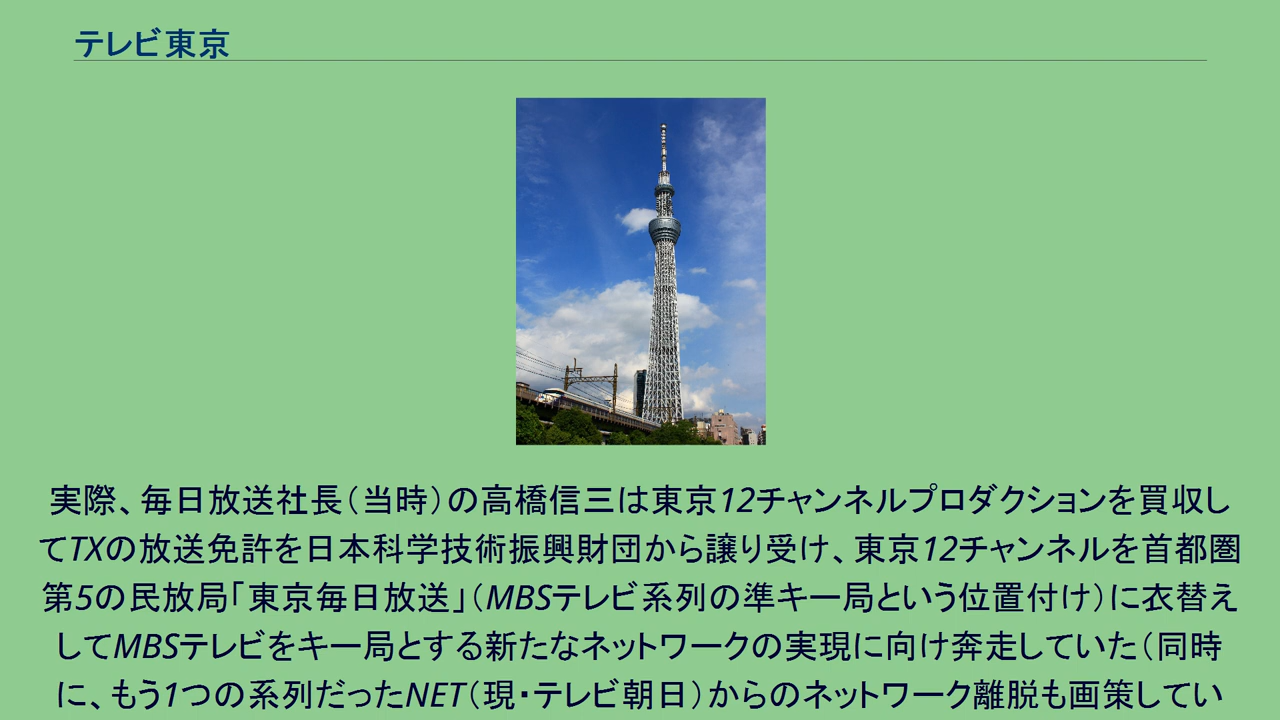 テレビ東京
実際、毎日放送社長（当時）の高橋信三は東京12チャンネルプロダクションを買収し
てTXの放送免許を日本科学技術振興財団から譲り受け、東京12チャンネルを首都圏
第5の民放局「東京毎日放送」（MBSテレビ系列の準キー局という位置付け）に衣替え
してMBSテレビをキー局とする新たなネットワークの実現に向け奔走していた（同時
に、もう1つの系列だったNET（現・テレビ朝日）からのネットワーク離脱も画策してい